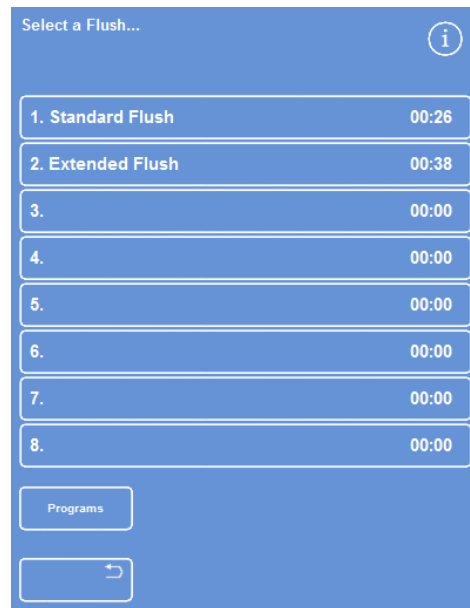 Select a Flush...
i
1. Standard Flush 00:26
2. Extended Flush 00:38
3. 00:00
4. 00:00
5. 00:00
6. 00:00
7. 00:00
8. 00:00
Programs